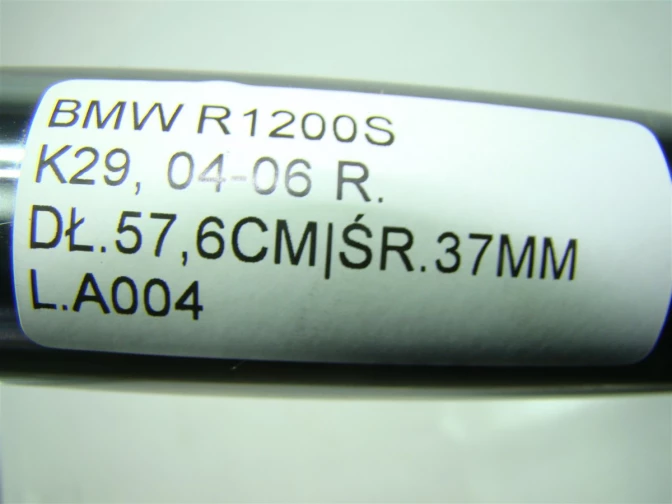 BMW R1200S
K29, 04-06 R.
DŁ.57,6CM|ŚR.37MM
L.A004